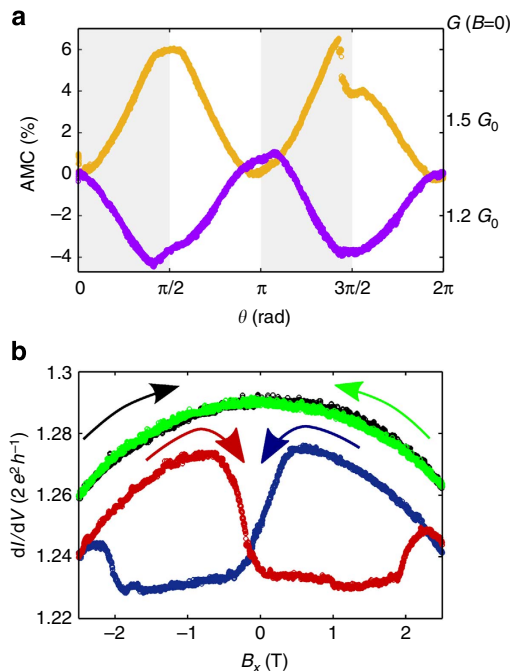 a
G (B=0)
6
4
2
0
−2
−4
AMC (%)
1.5 G0
1.2 G0
0
π/2
π
3π/2
2π
θ (rad)
b
1.3
1.28
1.26
1.24
1.22
dI/dV (2 e² h⁻¹)
−2
−1
0
1
2
Bx (T)